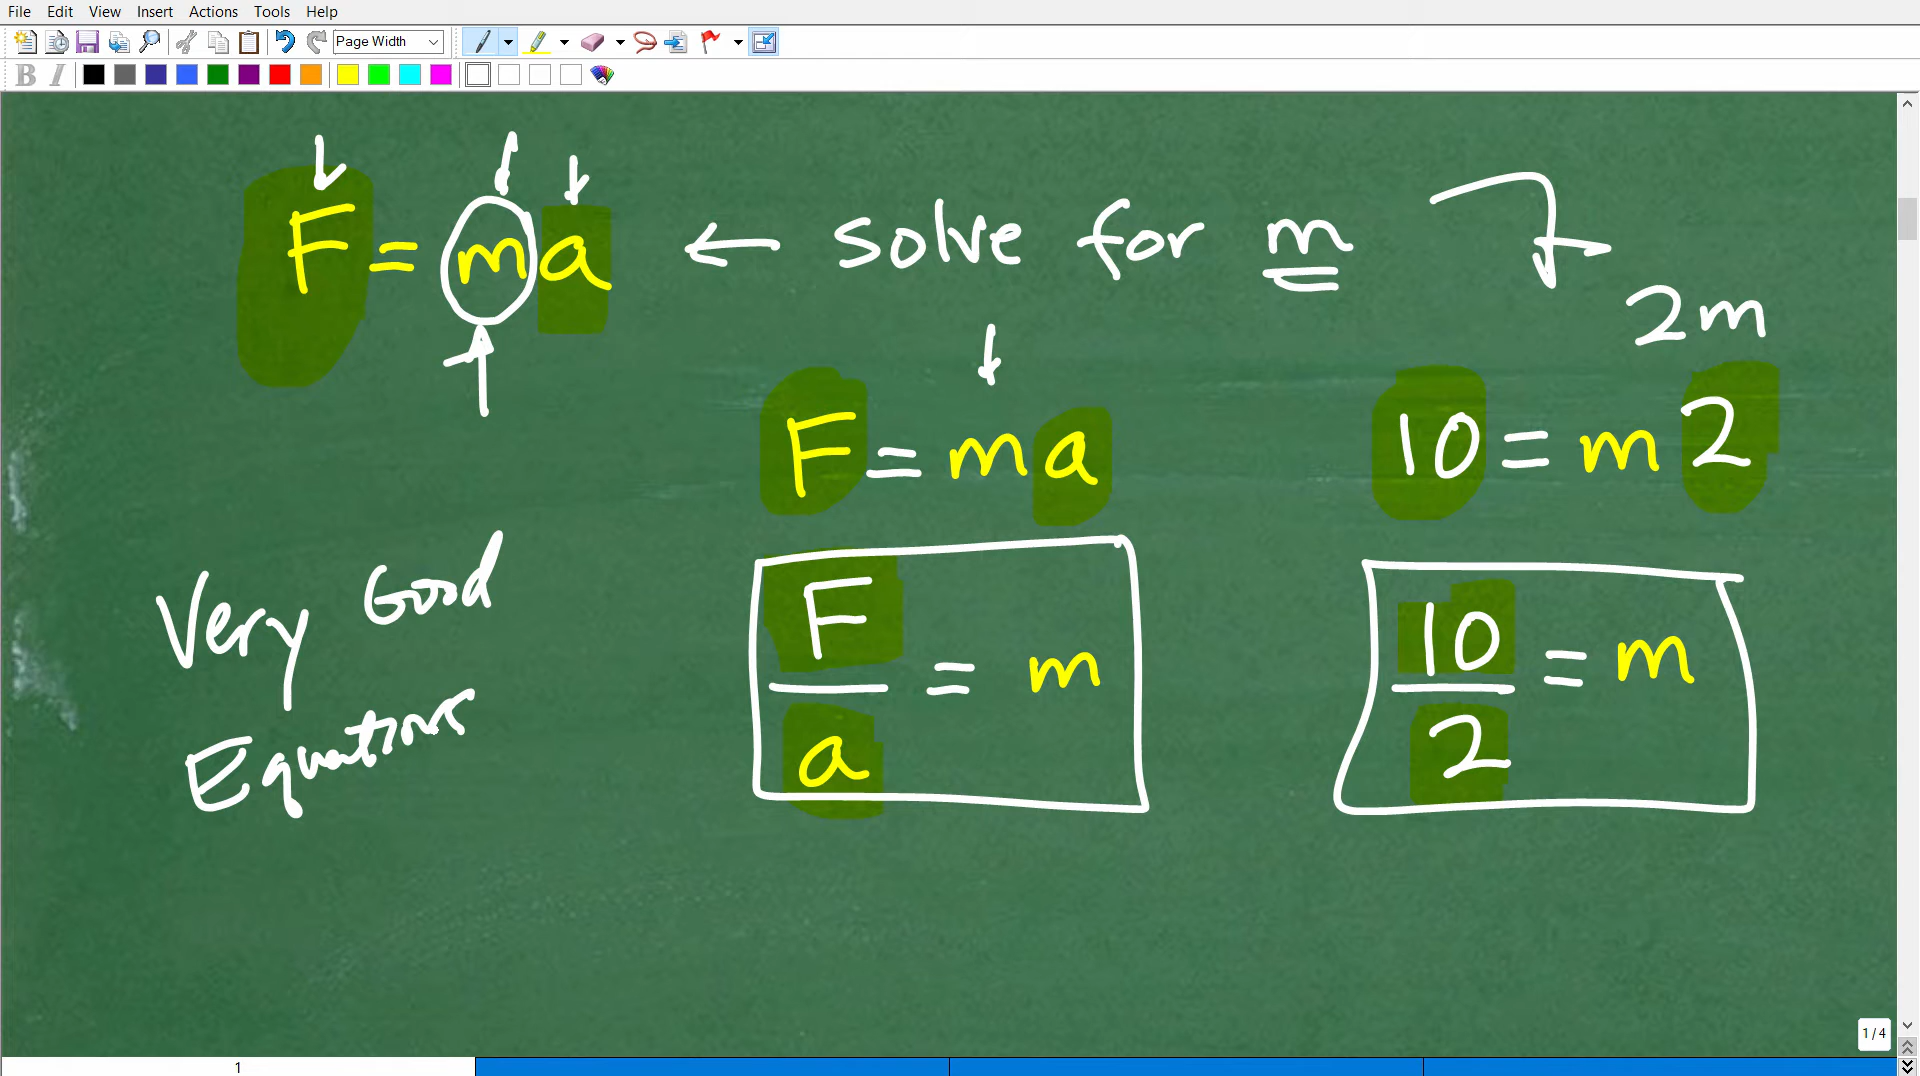 File Edit View Insert Actions Tools Help
Page Width
B I
F = ma ← solve for m
2m
F = ma
10 = m 2
Very Good
Equations
F/a = m
10/2 = m
1 / 4
1